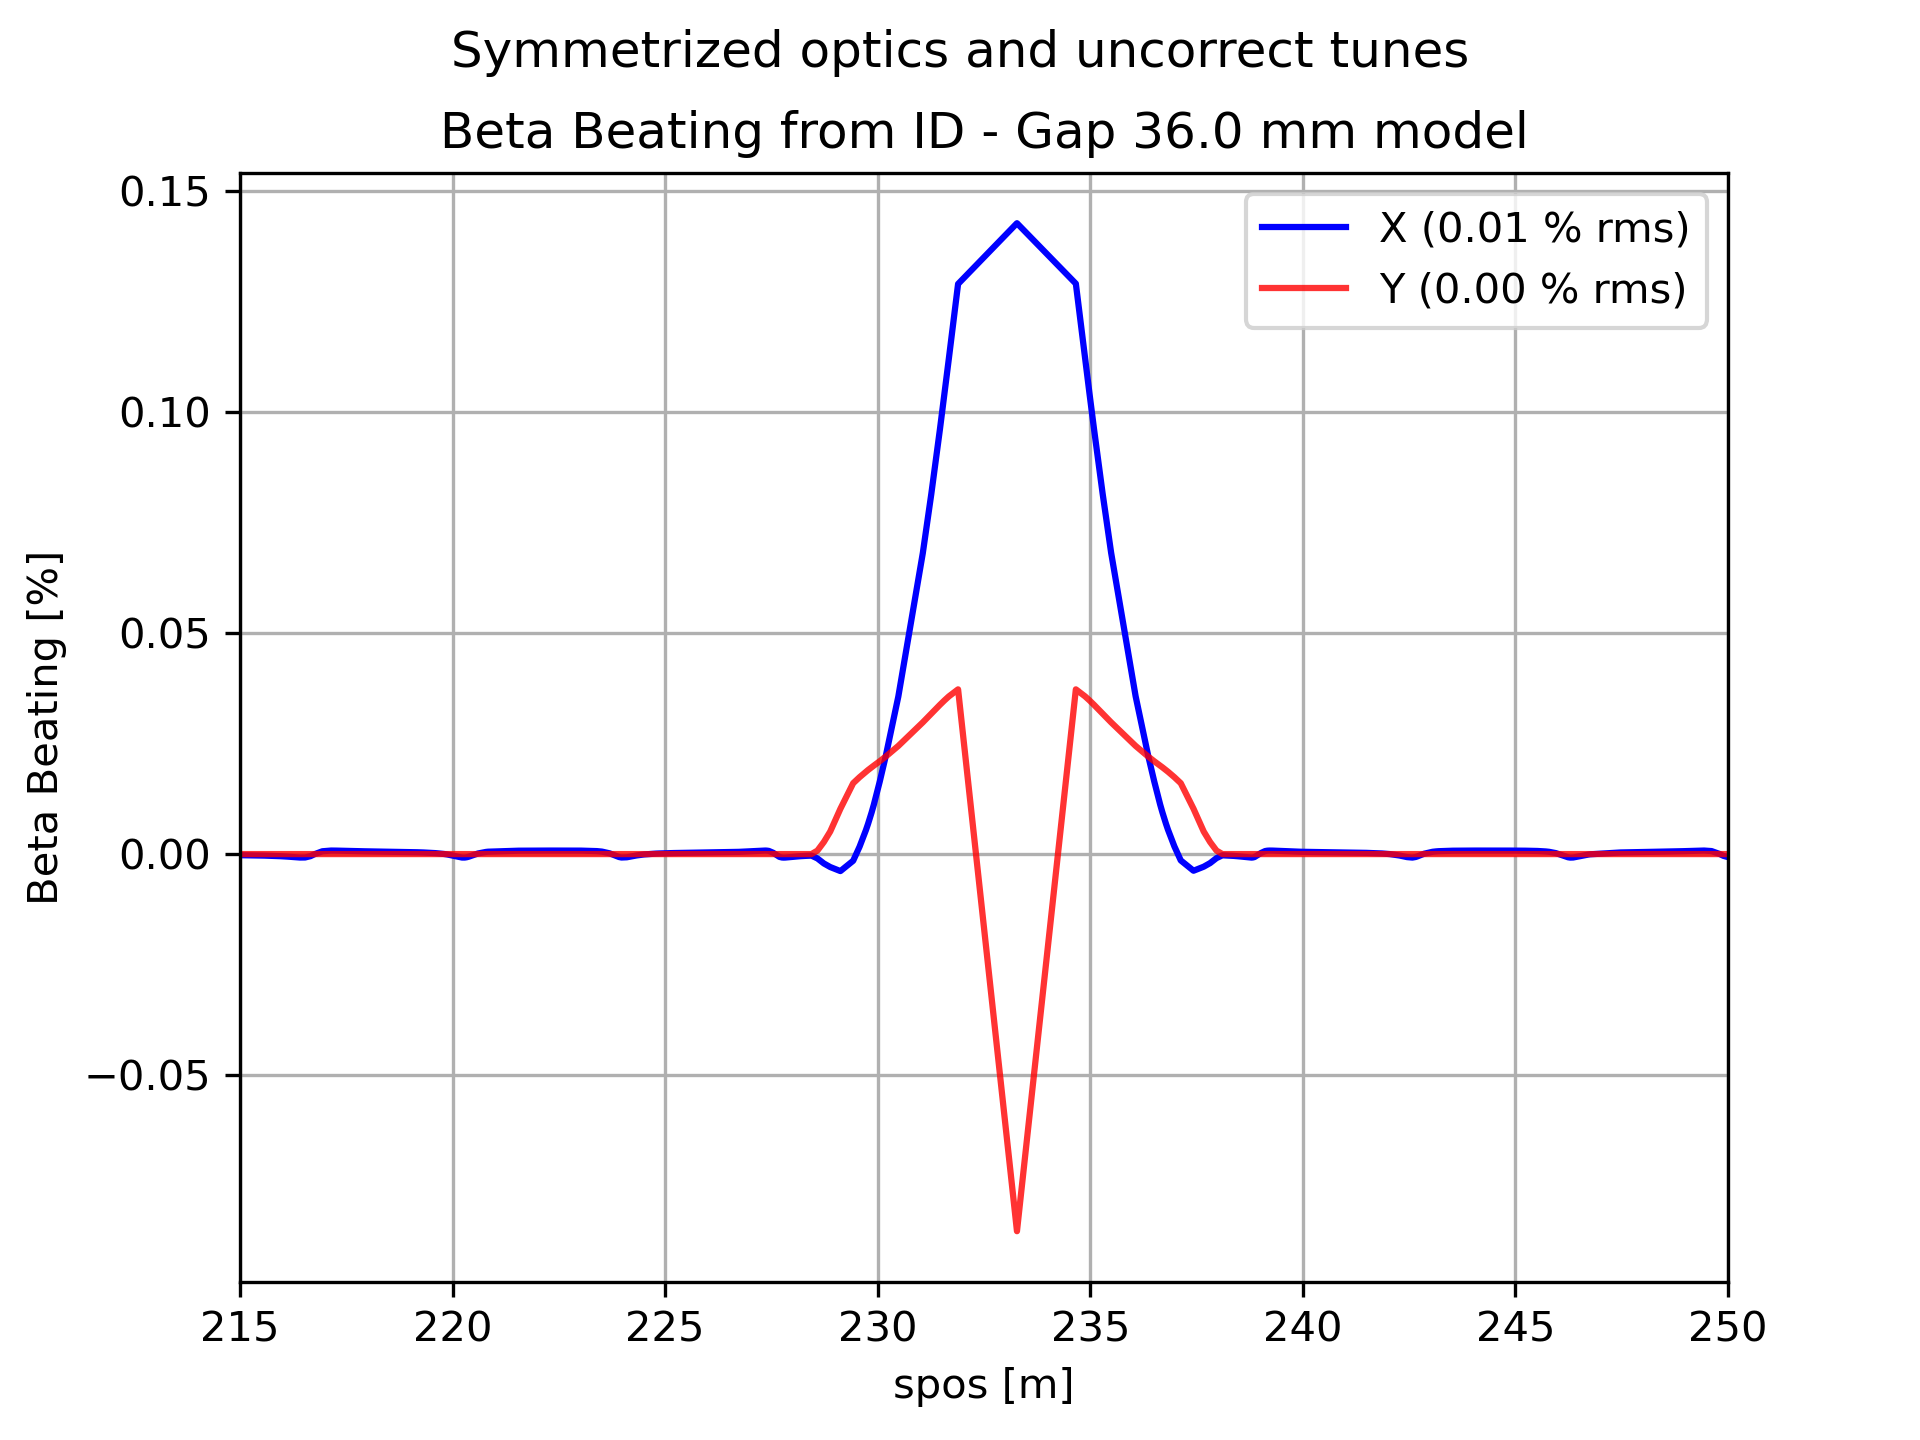 Symmetrized optics and uncorrect tunes
Beta Beating from ID - Gap 36.0 mm model
X (0.01 % rms)
Y (0.00 % rms)
Beta Beating [%]
0.15
0.10
0.05
0.00
−0.05
215 220 225 230 235 240 245 250
spos [m]